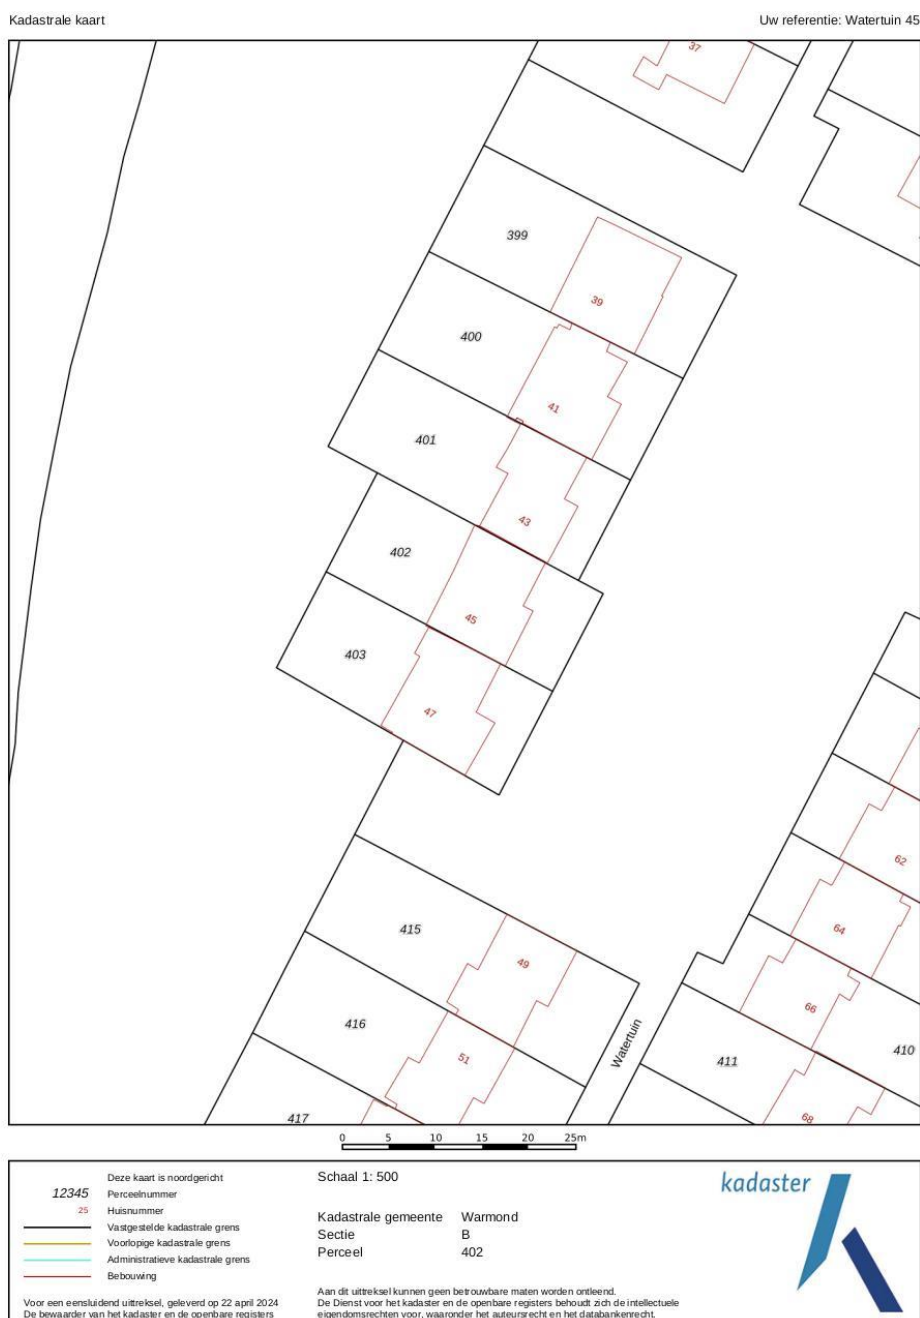 Kadastrale kaart
Uw referentie: Watertuin 45
37
399
39
400
41
401
43
402
45
403
47
62
415
64
49
416
66
Watertuin
51
411
410
417
68
0 5 10 15 20 25m
Deze kaart is noordgericht
12345 Perceelnummer
25 Huisnummer
Vastgestelde kadastrale grens
Voorlopige kadastrale grens
Administratieve kadastrale grens
Bebouwing
Voor een eensluidend uittreksel, geleverd op 22 april 2024
De bewaarder van het kadaster en de openbare registers
Schaal 1: 500
Kadastrale gemeente Warmond
Sectie B
Perceel 402
Aan dit uittreksel kunnen geen betrouwbare maten worden ontleend.
De Dienst voor het kadaster en de openbare registers behoudt zich de intellectuele
eigendomsrechten voor, waaronder het auteursrecht en het databankenrecht.
kadaster